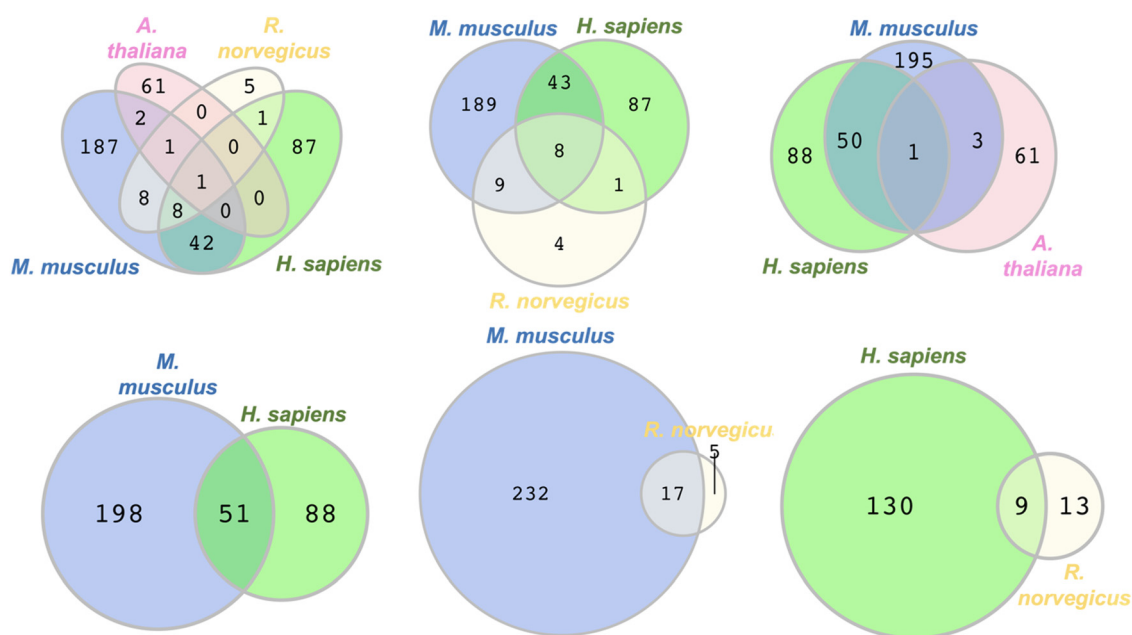 A.
thaliana
R.
norvegicus
61
5
2
0
1
187
1
0
87
1
8
8
0
0
42
M. musculus
H. sapiens
M. musculus
H. sapiens
43
189
87
8
9
1
4
R. norvegicus
M. musculus
195
88
50
1
3
61
H. sapiens
A.
thaliana
M.
musculus
H. sapiens
198
51
88
M. musculus
R. norvegicu
5
232
17
H. sapiens
130
9
13
R.
norvegicus